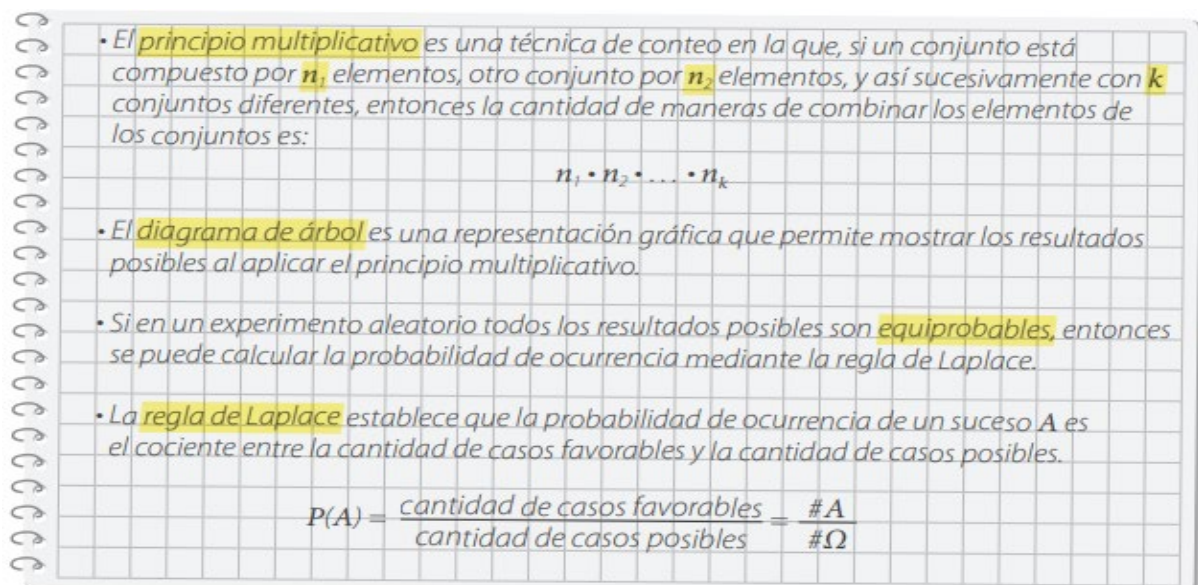 • El principio multiplicativo es una técnica de conteo en la que, si un conjunto está
compuesto por n₁ elementos, otro conjunto por n₂ elementos, y así sucesivamente con k
conjuntos diferentes, entonces la cantidad de maneras de combinar los elementos de
los conjuntos es:
n₁ • n₂ • . . . • nₖ
• El diagrama de árbol es una representación gráfica que permite mostrar los resultados
posibles al aplicar el principio multiplicativo.
• Si en un experimento aleatorio todos los resultados posibles son equiprobables, entonces
se puede calcular la probabilidad de ocurrencia mediante la regla de Laplace.
• La regla de Laplace establece que la probabilidad de ocurrencia de un suceso A es
el cociente entre la cantidad de casos favorables y la cantidad de casos posibles.
P(A) = cantidad de casos favorables / cantidad de casos posibles = #A / #Ω